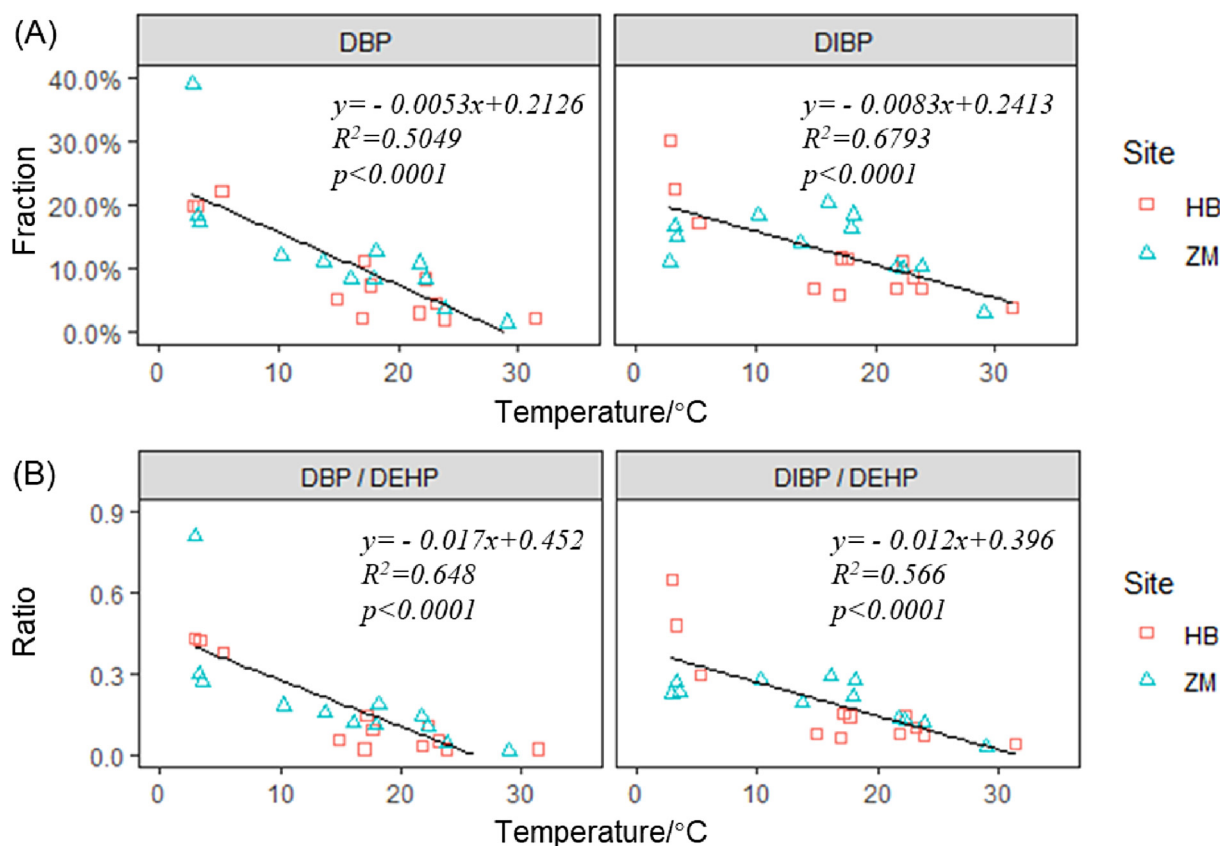 (A)
DBP
DIBP
40.0%
30.0%
20.0%
10.0%
0.0%
Fraction
y= - 0.0053x+0.2126
R²=0.5049
p<0.0001
y= - 0.0083x+0.2413
R²=0.6793
p<0.0001
Site
HB
ZM
0 10 20 30
0 10 20 30
Temperature/°C
(B)
DBP / DEHP
DIBP / DEHP
0.9
0.6
0.3
0.0
Ratio
y= - 0.017x+0.452
R²=0.648
p<0.0001
y= - 0.012x+0.396
R²=0.566
p<0.0001
Site
HB
ZM
0 10 20 30
0 10 20 30
Temperature/°C